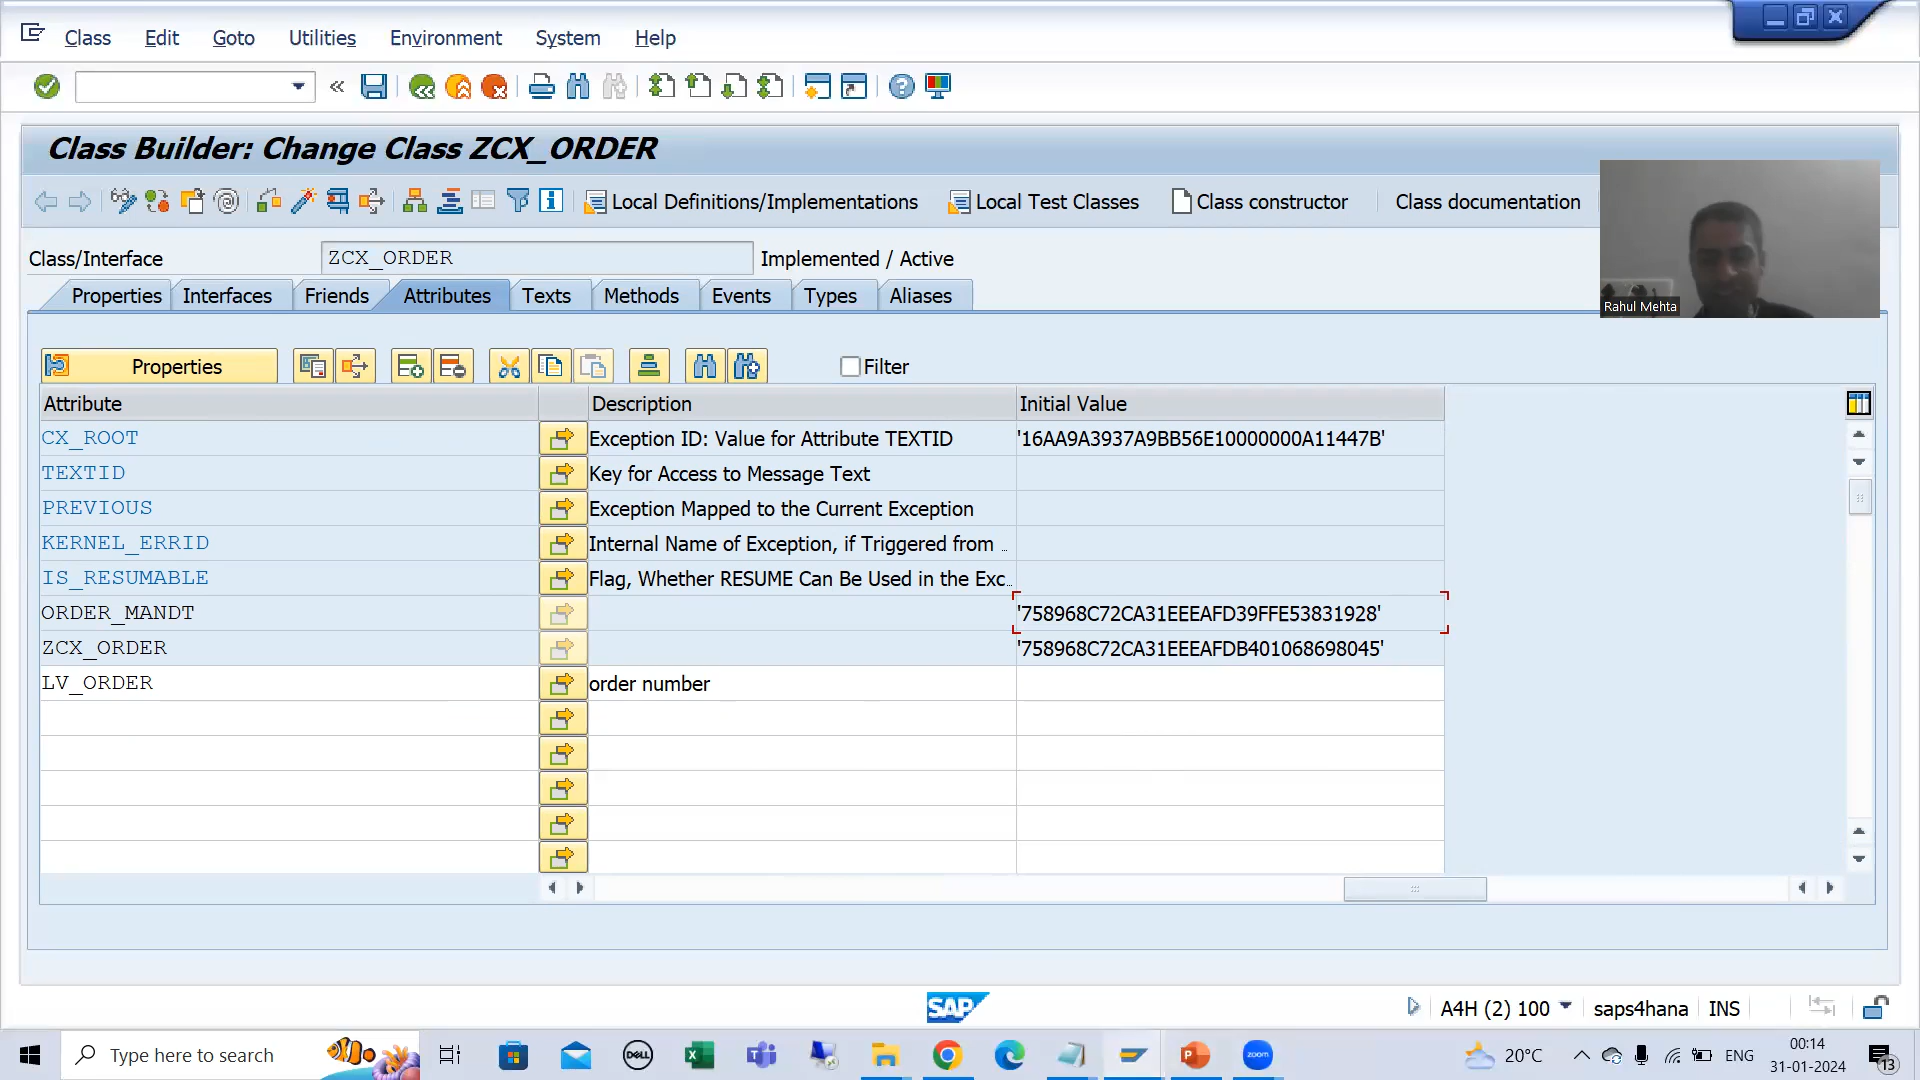 Class Edit Goto Utilities Environment System Help
Class Builder: Change Class ZCX_ORDER
Local Definitions/Implementations Local Test Classes Class constructor Class documentation
Class/Interface ZCX_ORDER Implemented / Active
Rahul Mehta
Properties Interfaces Friends Attributes Texts Methods Events Types Aliases
Properties Filter
Attribute Description Initial Value
CX_ROOT Exception ID: Value for Attribute TEXTID '16AA9A3937A9BB56E10000000A11447B'
TEXTID Key for Access to Message Text
PREVIOUS Exception Mapped to the Current Exception
KERNEL_ERRID Internal Name of Exception, if Triggered from …
IS_RESUMABLE Flag, Whether RESUME Can Be Used in the Exc…
ORDER_MANDT '758968C72CA31EEEAFD39FFE53831928'
ZCX_ORDER '758968C72CA31EEEAFDB401068698045'
LV_ORDER order number
SAP
A4H (2) 100 saps4hana INS
Type here to search DELL zoom 20°C ENG 00:14
31-01-2024 13